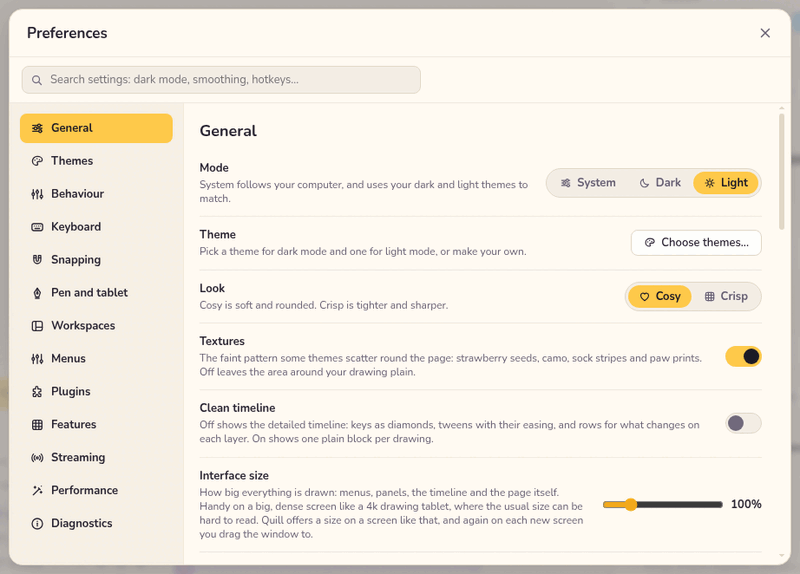 Preferences
Search settings: dark mode, smoothing, hotkeys...
General
Themes
Behaviour
Keyboard
Snapping
Pen and tablet
Workspaces
Menus
Plugins
Features
Streaming
Performance
Diagnostics
General
Mode
System follows your computer, and uses your dark and light themes to
match.
System
Dark
Light
Theme
Pick a theme for dark mode and one for light mode, or make your own.
Choose themes...
Look
Cosy is soft and rounded. Crisp is tighter and sharper.
Cosy
Crisp
Textures
The faint pattern some themes scatter round the page: strawberry seeds, camo, sock stripes and paw prints.
Off leaves the area around your drawing plain.
Clean timeline
Off shows the detailed timeline: keys as diamonds, tweens with their easing, and rows for what changes on
each layer. On shows one plain block per drawing.
Interface size
How big everything is drawn: menus, panels, the timeline and the page itself.
Handy on a big, dense screen like a 4k drawing tablet, where the usual size can be
hard to read. Quill offers a size on a screen like that, and again on each new screen
you drag the window to.
100%